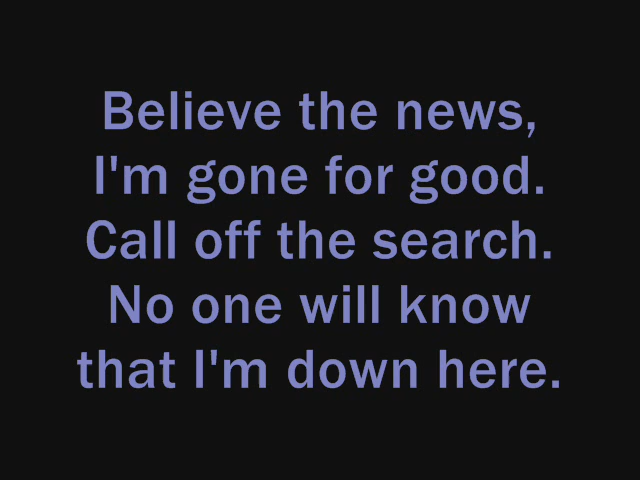 Believe the news,
I'm gone for good.
Call off the search.
No one will know
that I'm down here.